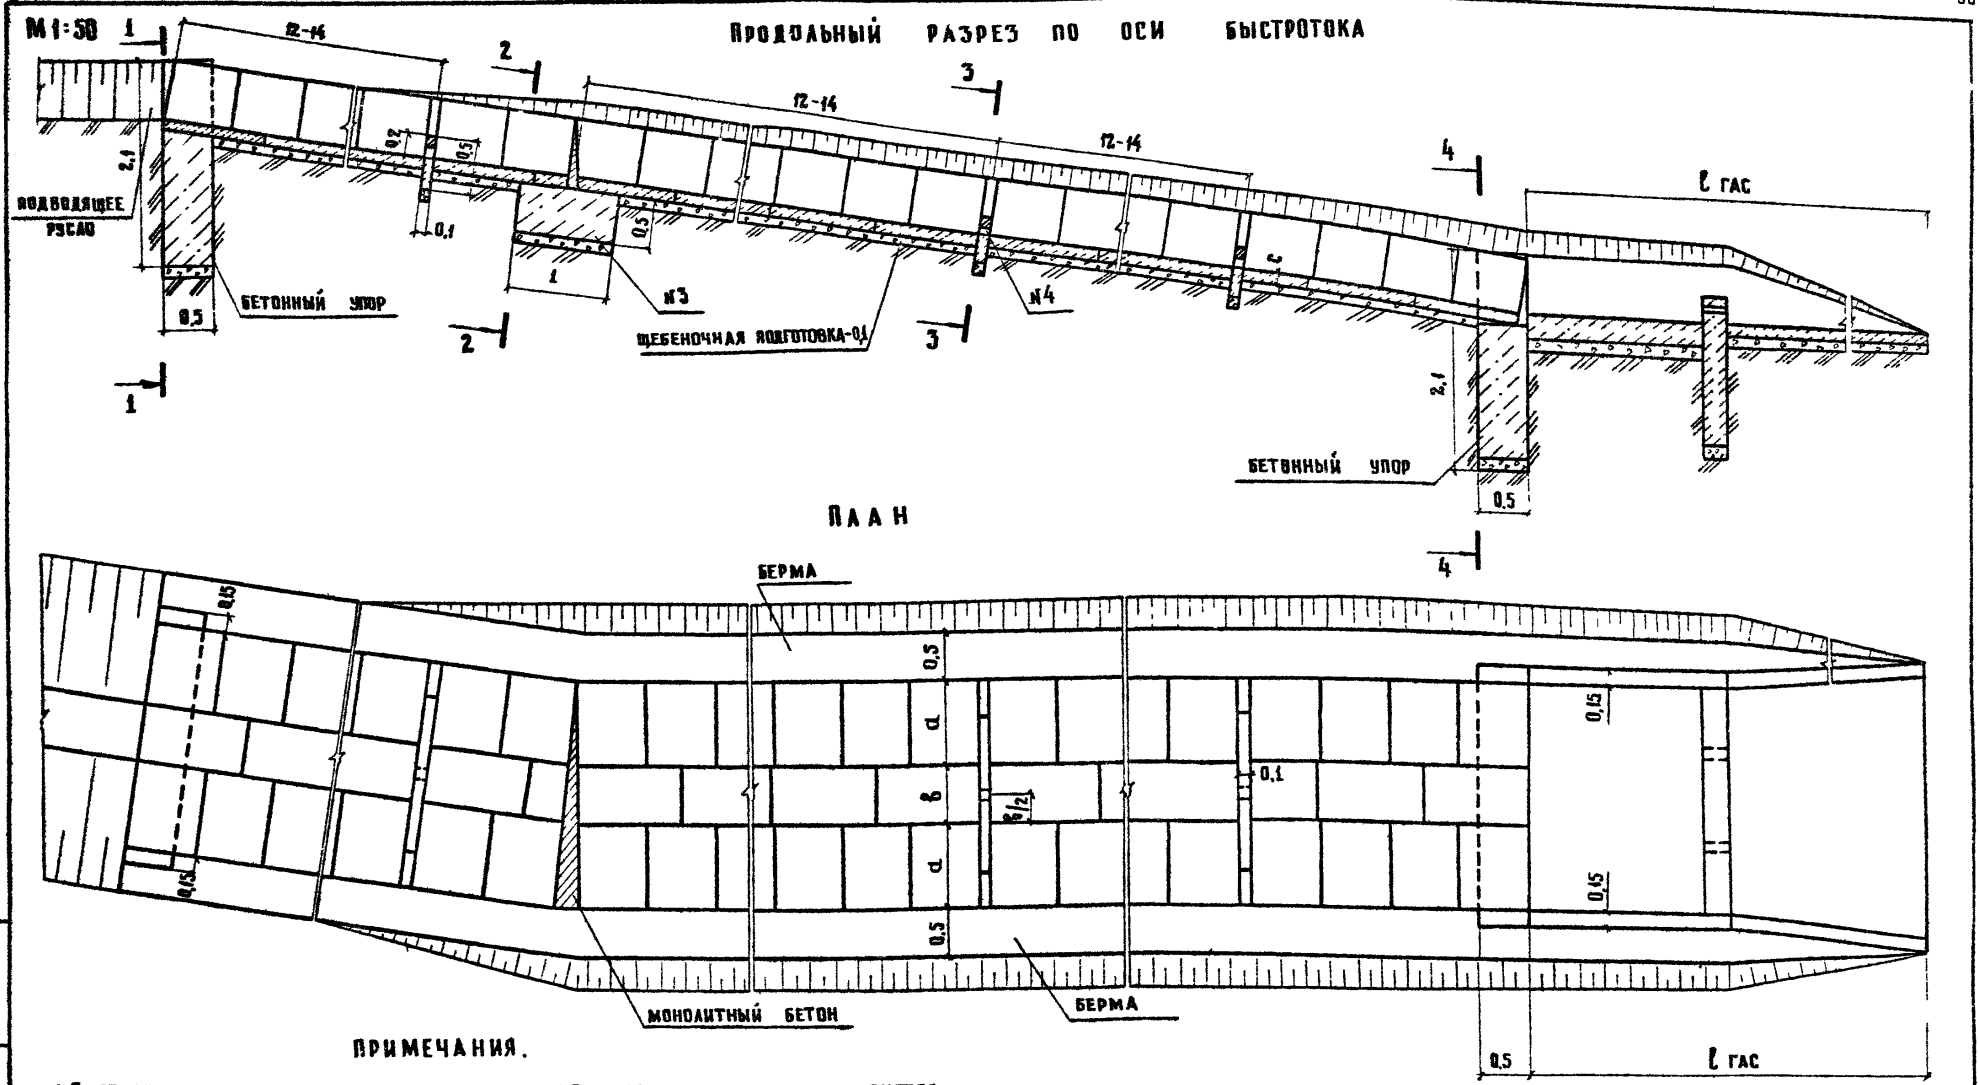 М 1:50
ПРОДОЛЬНЫЙ РАЗРЕЗ ПО ОСИ БЫСТРОТОКА
1
12-14
2
12-14
3
12-14
4
ℓ ГАС
2,1
0,2
0,5
ПОДВОДЯЩЕЕ
РУСЛО
0,1
0,5
1
БЕТОННЫЙ УПОР
N3
N4
С
0,5
2
ЩЕБЕНОЧНАЯ ПОДГОТОВКА-0,1
3
1
2,1
БЕТОННЫЙ УПОР
0,5
4
ПЛАН
БЕРМА
0,15
0,5
0,15
а
0,1
в
в/2
а
0,15
0,15
0,5
МОНОЛИТНЫЙ БЕТОН
БЕРМА
ПРИМЕЧАНИЯ.
0,5
ℓ ГАС